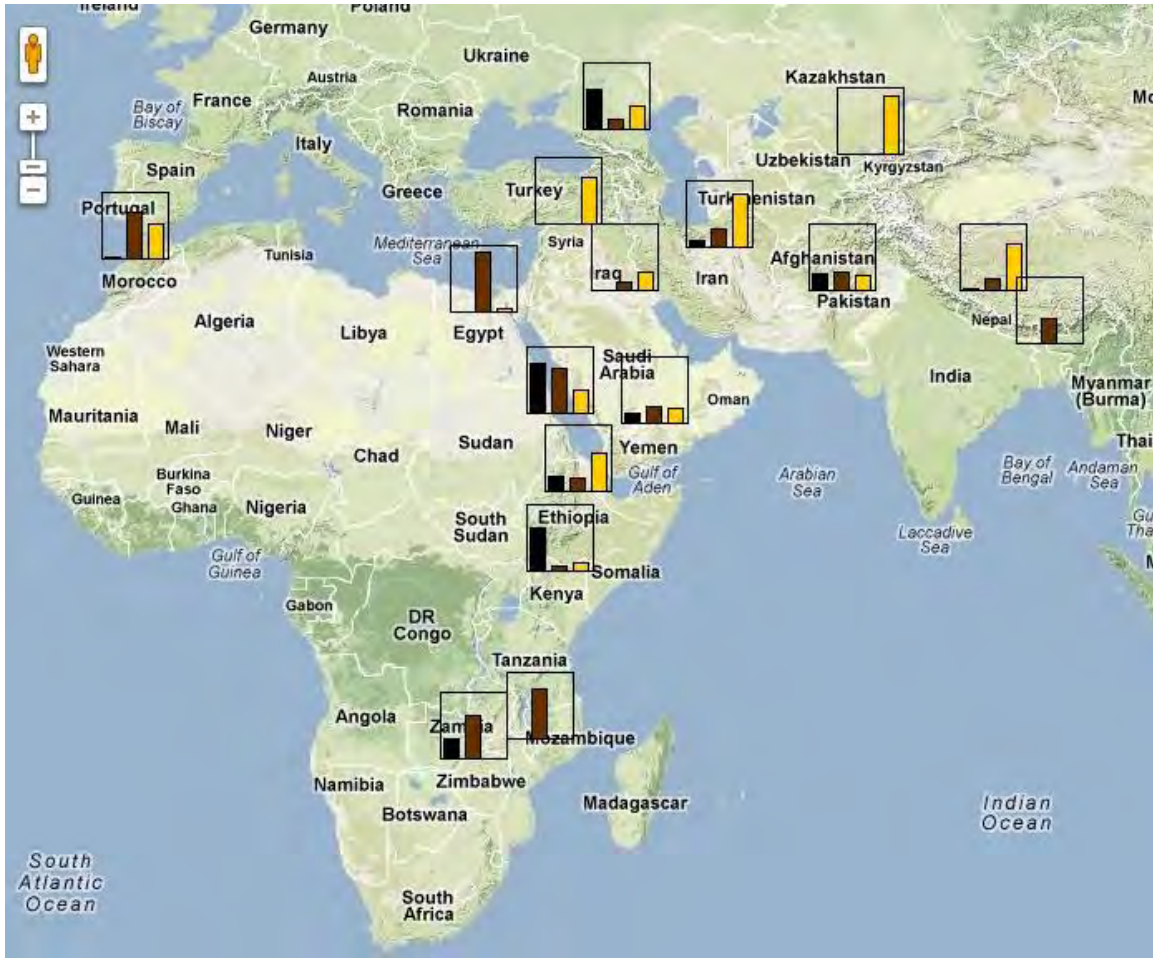 Ireland
Poland
Germany
Ukraine
Austria
Kazakhstan
France
Romania
Bay of
Biscay
Italy
Uzbekistan
Kyrgyzstan
Spain
Greece
Turkey
Turkmenistan
Portugal
Mediterranean
Sea
Syria
Tunisia
Afghanistan
Iraq
Iran
Morocco
Pakistan
Algeria
Libya
Egypt
Nepal
Western
Sahara
Saudi
Arabia
India
Myanmar
(Burma)
Oman
Mauritania
Mali
Niger
Sudan
Yemen
Chad
Thai
Burkina
Faso
Gulf of
Aden
Arabian
Sea
Bay of
Bengal
Andaman
Sea
Guinea
Ghana
Nigeria
South
Sudan
Ethiopia
Gu
Tha
Laccadive
Sea
Gulf of
Guinea
Somalia
Kenya
Gabon
DR
Congo
Tanzania
Angola
Zambia
Mozambique
Namibia
Zimbabwe
Botswana
Madagascar
Indian
Ocean
South
Atlantic
Ocean
South
Africa